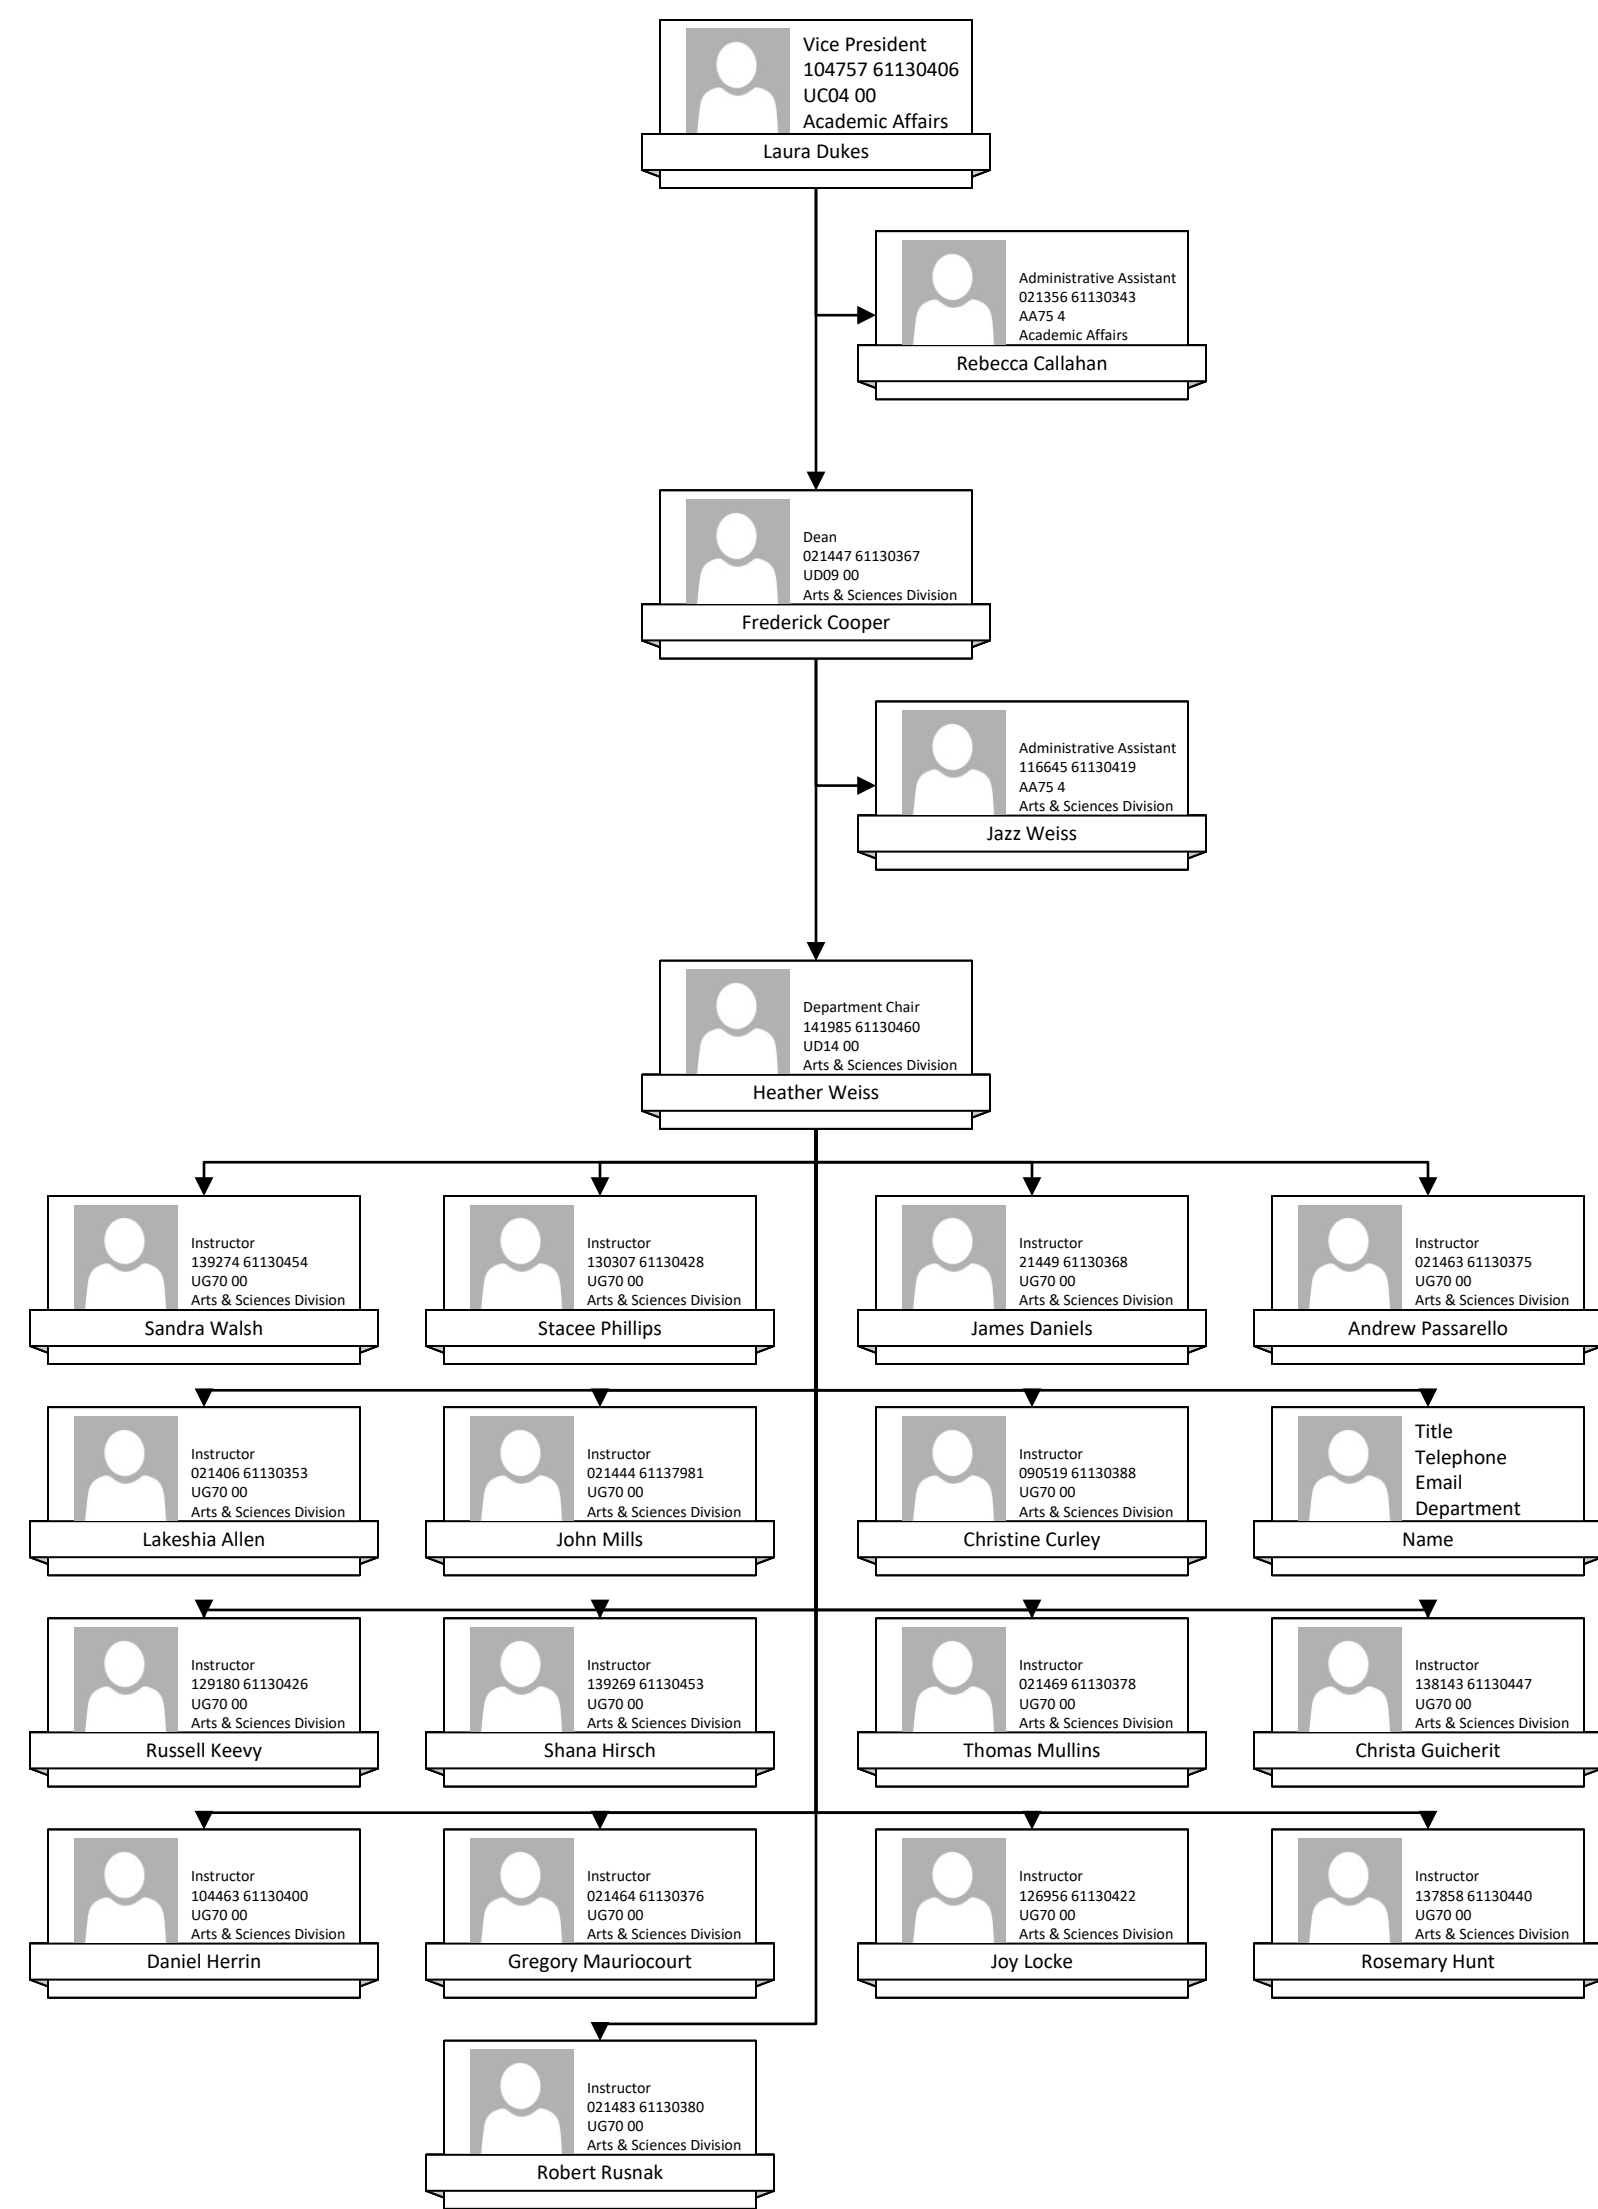 Vice President
104757 61130406
UC04 00
Academic Affairs
Laura Dukes
Administrative Assistant
021356 61130343
AA75 4
Academic Affairs
Rebecca Callahan
Dean
021447 61130367
UD09 00
Arts & Sciences Division
Frederick Cooper
Administrative Assistant
116645 61130419
AA75 4
Arts & Sciences Division
Jazz Weiss
Department Chair
141985 61130460
UD14 00
Arts & Sciences Division
Heather Weiss
Instructor
139274 61130454
UG70 00
Arts & Sciences Division
Sandra Walsh
Instructor
130307 61130428
UG70 00
Arts & Sciences Division
Stacee Phillips
Instructor
21449 61130368
UG70 00
Arts & Sciences Division
James Daniels
Instructor
021463 61130375
UG70 00
Arts & Sciences Division
Andrew Passarello
Instructor
021406 61130353
UG70 00
Arts & Sciences Division
Lakeshia Allen
Instructor
021444 61137981
UG70 00
Arts & Sciences Division
John Mills
Instructor
090519 61130388
UG70 00
Arts & Sciences Division
Christine Curley
Title
Telephone
Email
Department
Name
Instructor
129180 61130426
UG70 00
Arts & Sciences Division
Russell Keevy
Instructor
139269 61130453
UG70 00
Arts & Sciences Division
Shana Hirsch
Instructor
021469 61130378
UG70 00
Arts & Sciences Division
Thomas Mullins
Instructor
138143 61130447
UG70 00
Arts & Sciences Division
Christa Guicherit
Instructor
104463 61130400
UG70 00
Arts & Sciences Division
Daniel Herrin
Instructor
021464 61130376
UG70 00
Arts & Sciences Division
Gregory Mauriocourt
Instructor
126956 61130422
UG70 00
Arts & Sciences Division
Joy Locke
Instructor
137858 61130440
UG70 00
Arts & Sciences Division
Rosemary Hunt
Instructor
021483 61130380
UG70 00
Arts & Sciences Division
Robert Rusnak